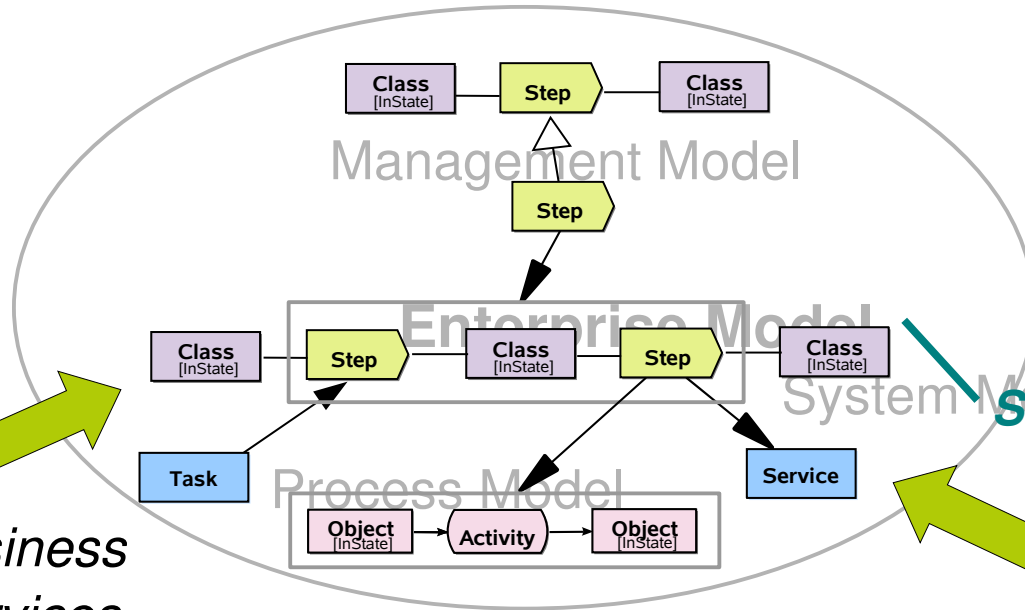 Class
[InState]
Step
Class
[InState]
Management Model
Step
Enterprise Model
Class
[InState]
Step
Class
[InState]
Step
Class
[InState]
System M
s
Task
Process Model
Service
Object
[InState]
Activity
Object
[InState]
siness